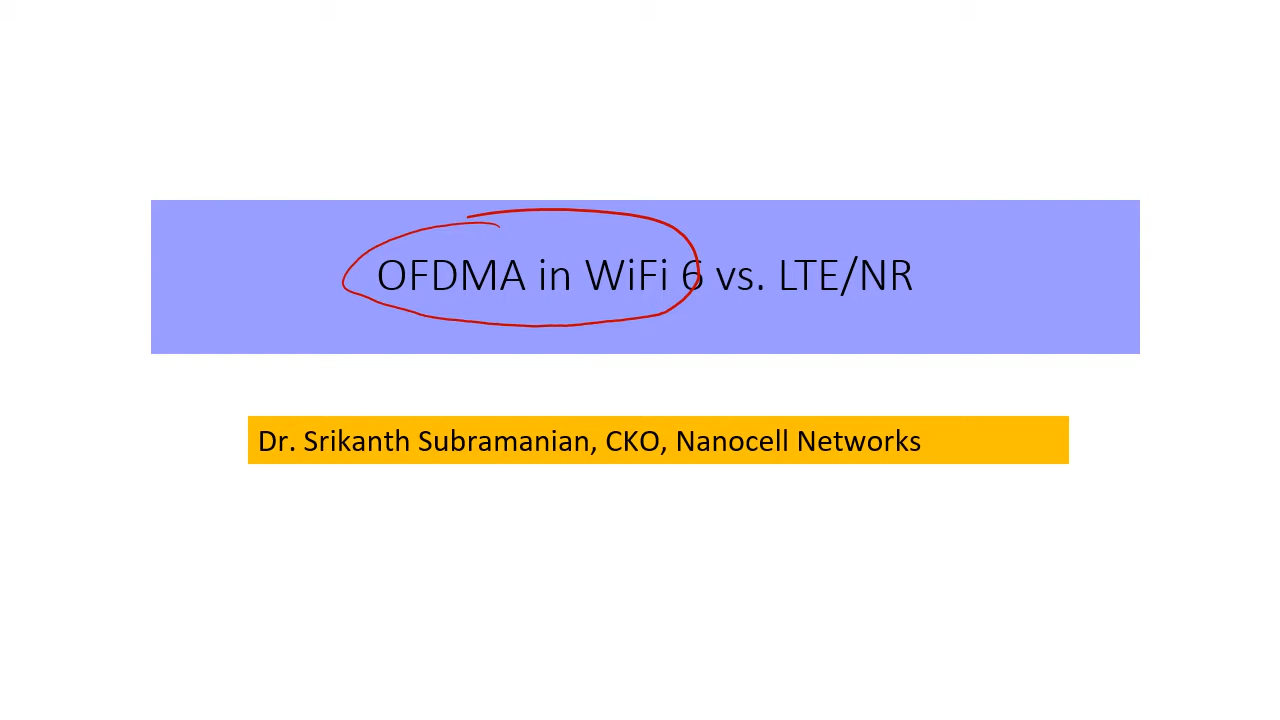 OFDMA in WiFi 6 vs. LTE/NR
Dr. Srikanth Subramanian, CKO, Nanocell Networks